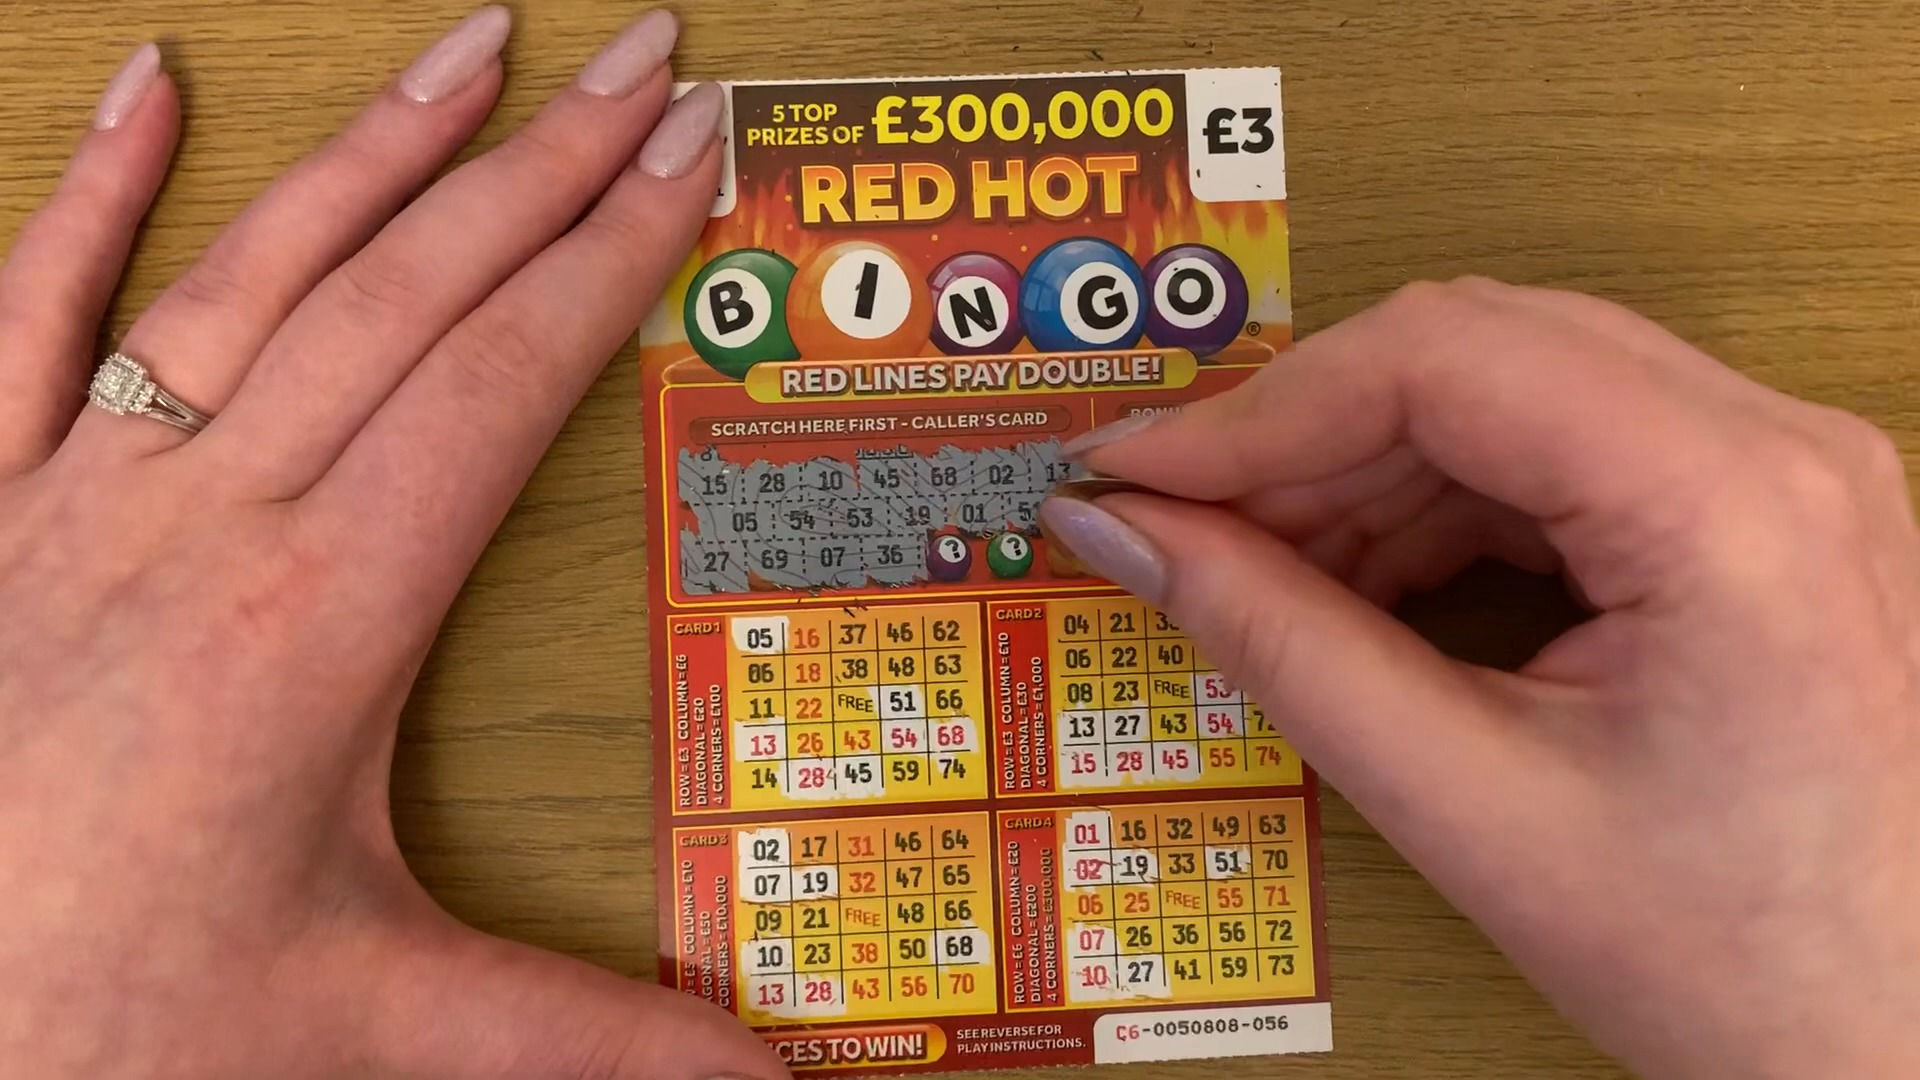 5 TOP
PRIZES OF £300,000
£3
RED HOT
BINGO®
RED LINES PAY DOUBLE!
SCRATCH HERE FIRST - CALLER'S CARD
15 28 10 45 68 02 13
05 54 53 19 01
27 69 07 36 ? ?
CARD 1
ROW = £3 COLUMN = £6
DIAGONAL = £20
4 CORNERS = £100
05 16 37 46 62
06 18 38 48 63
11 22 FREE 51 66
13 26 43 54 68
14 28 45 59 74
CARD 2
ROW = £3 COLUMN = £10
DIAGONAL = £30
4 CORNERS = £1,000
04 21
06 22 40
08 23 FREE 53
13 27 43 54 72
15 28 45 55 74
CARD 3
= £5 COLUMN = £10
= £50
CORNERS = £10,000
02 17 31 46 64
07 19 32 47 65
09 21 FREE 48 66
10 23 38 50 68
13 28 43 56 70
CARD 4
ROW = £6 COLUMN = £20
DIAGONAL = £200
4 CORNERS = £300,000
01 16 32 49 63
02 19 33 51 70
06 25 FREE 55 71
07 26 36 56 72
10 27 41 59 73
TO WIN!
SEE REVERSE FOR
PLAY INSTRUCTIONS.
C6-0050808-056